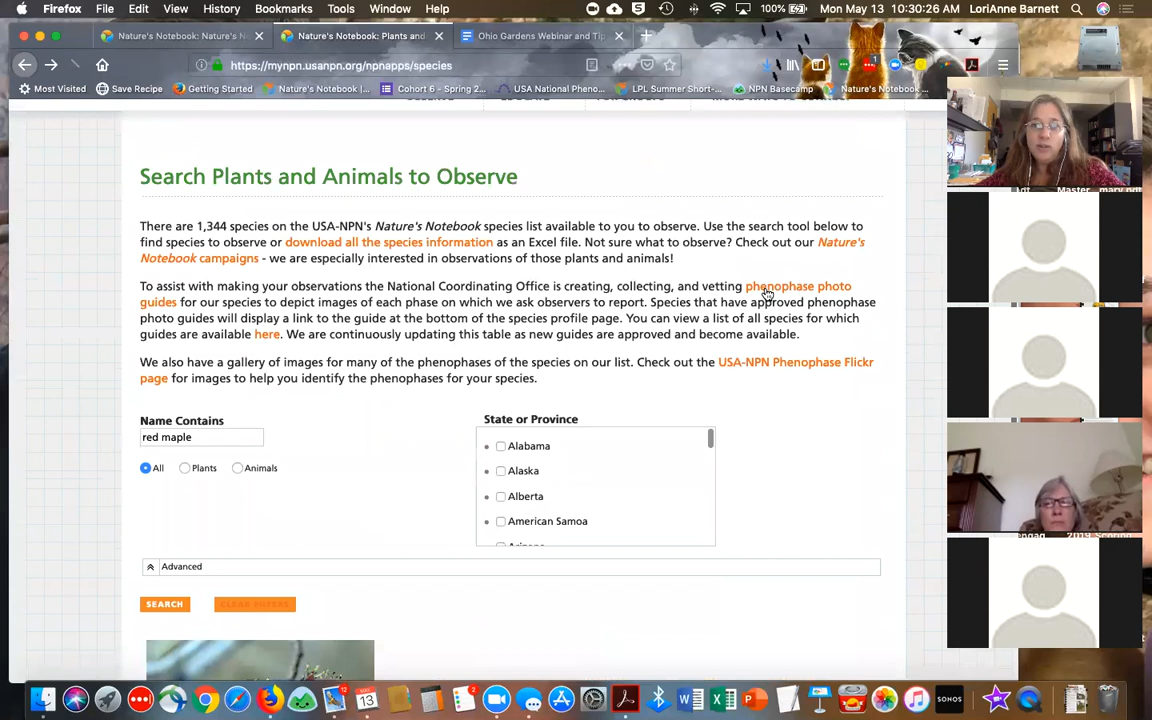 Firefox File Edit View History Bookmarks Tools Window Help 100% Mon May 13 10:30:26 AM LoriAnne Barnett
Nature's Notebook: Nature's N Nature's Notebook: Plants and Ohio Gardens Webinar and Tip
https://mynpn.usanpn.org/npnapps/species
Most Visited Save Recipe Getting Started Nature's Notebook |... Cohort 6 - Spring 2... USA National Pheno... LPL Summer Short-... NPN Basecamp Nature's Notebook ...
Search Plants and Animals to Observe
There are 1,344 species on the USA-NPN's Nature's Notebook species list available to you to observe. Use the search tool below to
find species to observe or download all the species information as an Excel file. Not sure what to observe? Check out our Nature's
Notebook campaigns - we are especially interested in observations of those plants and animals!
To assist with making your observations the National Coordinating Office is creating, collecting, and vetting phenophase photo
guides for our species to depict images of each phase on which we ask observers to report. Species that have approved phenophase
photo guides will display a link to the guide at the bottom of the species profile page. You can view a list of all species for which
guides are available here. We are continuously updating this table as new guides are approved and become available.
We also have a gallery of images for many of the phenophases of the species on our list. Check out the USA-NPN Phenophase Flickr
page for images to help you identify the phenophases for your species.
Name Contains
red maple
All Plants Animals
State or Province
Alabama
Alaska
Alberta
American Samoa
Advanced
SEARCH CLEAR FILTERS
Master
2019 Scoring
MAY
13
SONOS